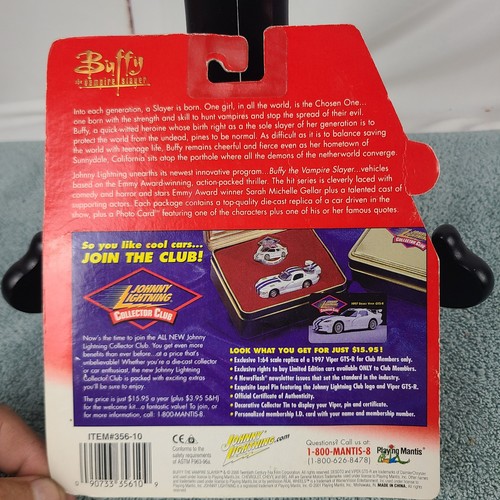 Buffy
the vampire slayer
Into each generation, a Slayer is born. One girl, in all the world, is the Chosen One...
one born with the strength and skill to hunt vampires and stop the spread of their evil.
Buffy, a quick witted heroine whose birth right as a the sole slayer of her generation is to
protect the world from the undead, pines to be normal. As difficult as it is to balance saving
the world with teenage life, Buffy remains cheerful and fierce even as her hometown of
Sunnydale, California sits atop the porthole where all the demons of the netherworld converge.
Johnny Lightning unearths its newest innovative program... Buffy the Vampire Slayer...vehicles
based on the Emmy Award-winning, action-packed thriller. The hit series is cleverly laced with
comedy and horror and stars Emmy Award winner Sarah Michelle Gellar plus a talented cast of
supporting actors. Each package contains a top-quality die-cast replica of a car driven in the
show, plus a Photo Card™ featuring one of the characters plus one of his or her famous quotes.
So you like cool cars...
JOIN THE CLUB!
JOHNNY
LIGHTNING
COLLECTOR CLUB
Now's the time to join the ALL NEW Johnny
Lightning Collector Club. You get even more
benefits than ever before...at a price that's
unbelievable! Whether you're a die-cast collector
or car enthusiast, the new Johnny Lightning
Collector Club is packed with exciting extras
you'll be sure to enjoy.
The price is just $15.95 a year (plus $3.95 S&H)
for the welcome kit...a fantastic value! To join, or
for more information, call: 1-800-MANTIS-8.
LOOK WHAT YOU GET FOR JUST $15.95!
• Exclusive 1:64 scale replica of a 1997 Viper GTS-R for Club Members only.
• Exclusive rights to buy Limited Edition cars available ONLY to Club Members.
• 4 NewsFlash® newsletter issues that set the standard in the industry.
• Exquisite Lapel Pin featuring the Johnny Lightning Club logo and Viper GTS-R.
• Official Certificate of Authenticity.
• Decorative Collector Tin to display your Viper, pin and certificate.
• Personalized membership I.D. card with your name and membership number.
ITEM#356-10
90733"35610 9
CE
Conforms to the
safety requirements
of ASTM F963-96a.
Johnny Lightning.com
Questions? Call us at:
1-800-MANTIS-8
(1-800-626-8478)
Playing Mantis
MADE IN CHINA.